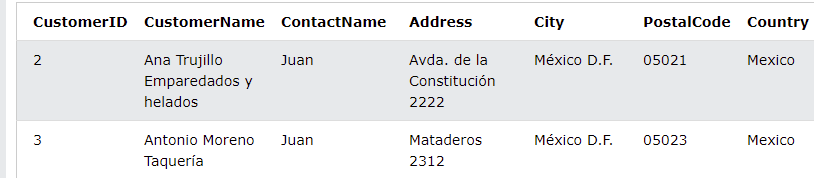 CustomerID CustomerName ContactName Address City PostalCode Country
2 Ana Trujillo Juan Avda. de la México D.F. 05021 Mexico
Emparedados y Constitución
helados 2222
3 Antonio Moreno Juan Mataderos México D.F. 05023 Mexico
Taquería 2312